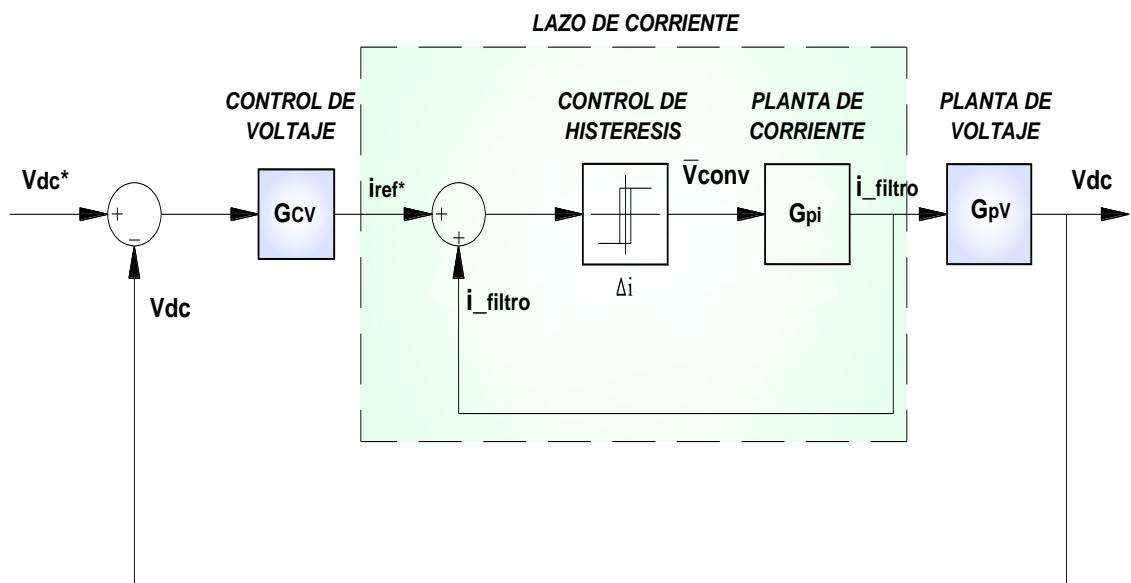 LAZO DE CORRIENTE
CONTROL DE
VOLTAJE
CONTROL DE
HISTERESIS
PLANTA DE
CORRIENTE
PLANTA DE
VOLTAJE
Vdc*
+
−
GCV
iref*
+
+
Δi
V̅conv
Gpi
i_filtro
GpV
Vdc
Vdc
i_filtro